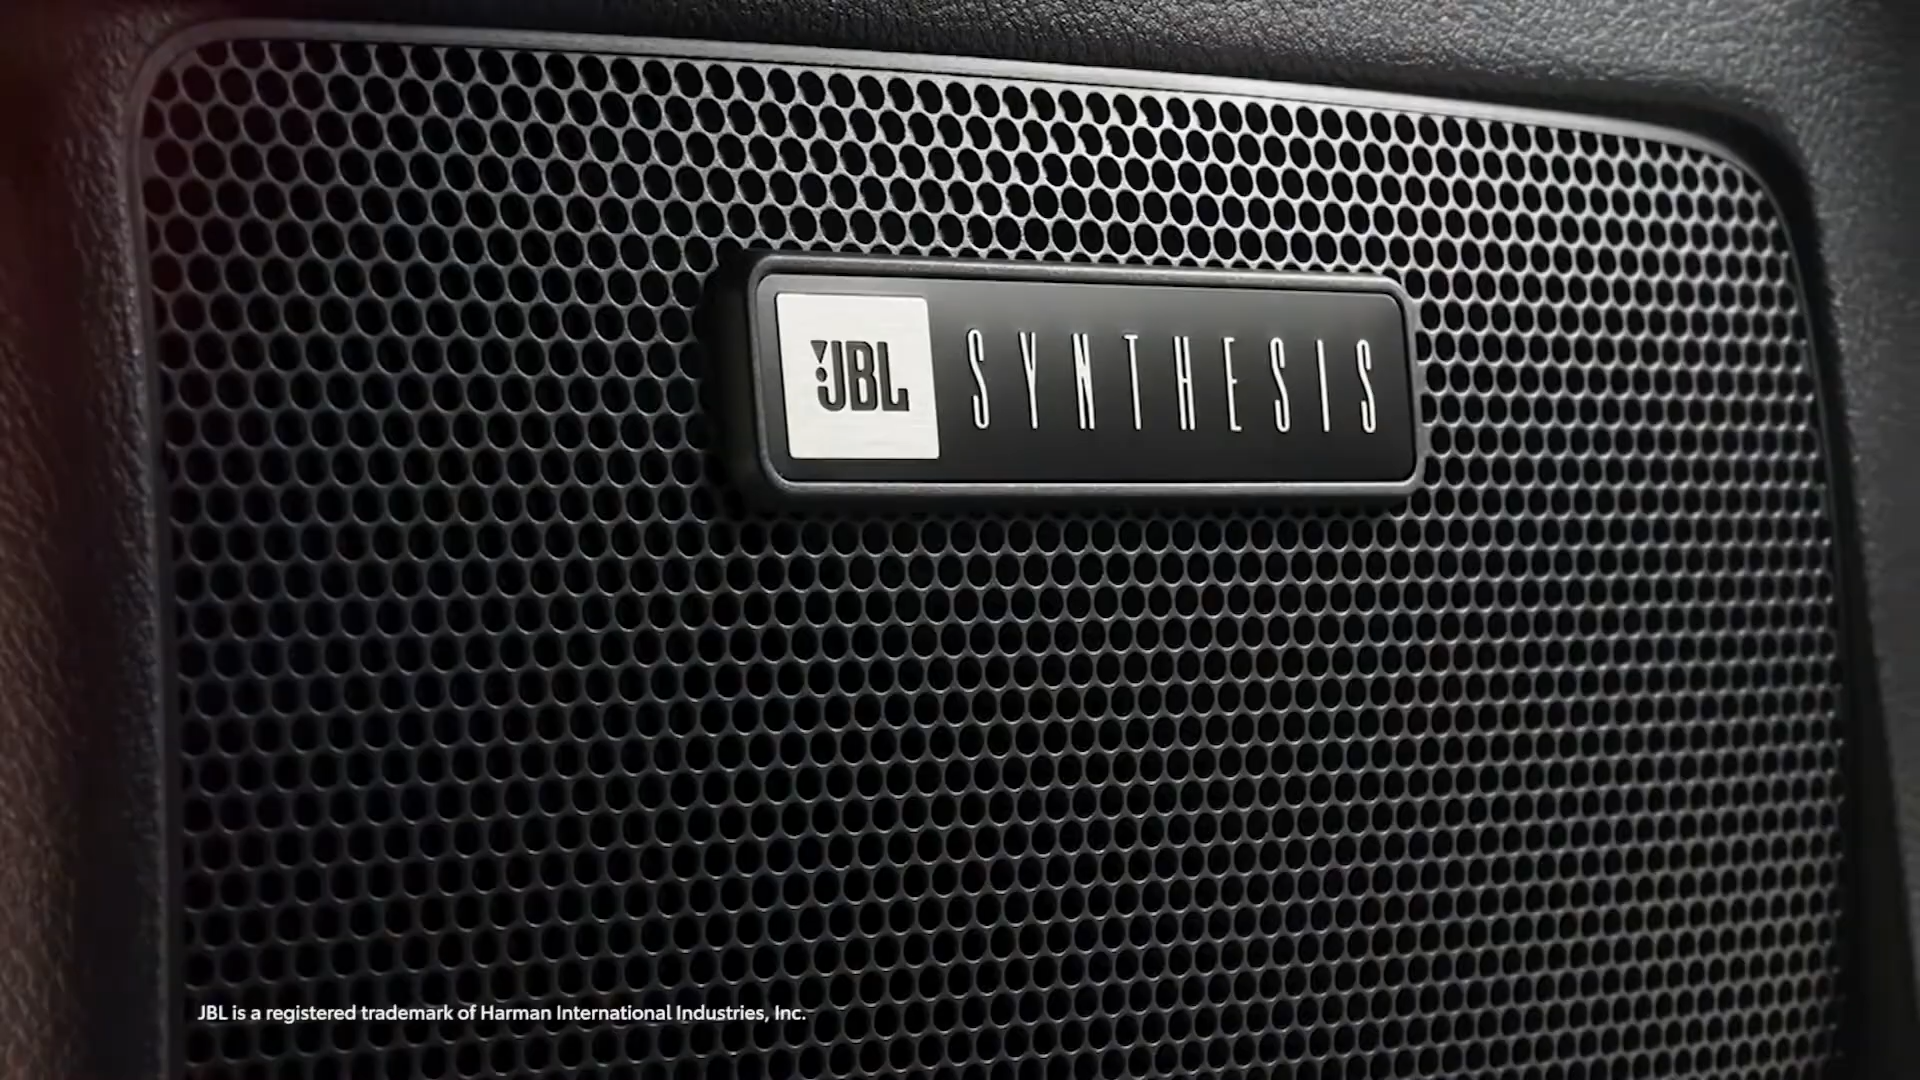 JBL SYNTHESIS
JBL is a registered trademark of Harman International Industries, Inc.